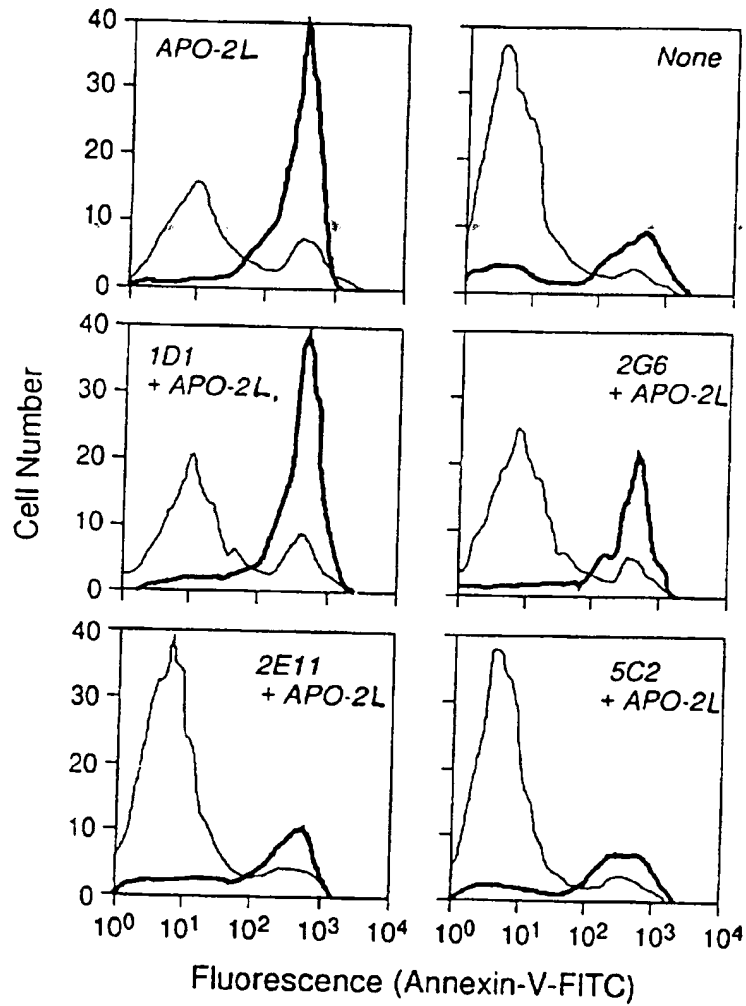 40
30
20
10
0
APO-2L
None
40
30
20
10
0
1D1
+ APO-2L,
2G6
+ APO-2L
40
30
20
10
0
2E11
+ APO-2L
5C2
+ APO-2L
Cell Number
10⁰ 10¹ 10² 10³ 10⁴
10⁰ 10¹ 10² 10³ 10⁴
Fluorescence (Annexin-V-FITC)